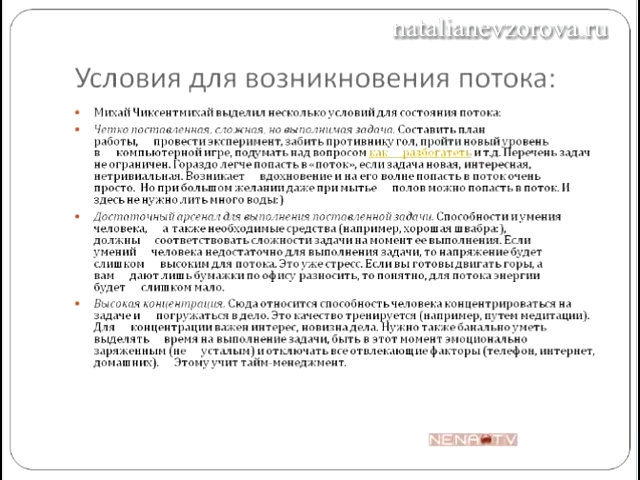 natalianevzorova.ru
Условия для возникновения потока:
• Михай Чиксентмихай выделил несколько условий для состояния потока:
• Четко поставленная, сложная, но выполнимая задача. Составить план
работы, провести эксперимент, забить противнику гол, пройти новый уровень
в компьютерной игре, подумать над вопросом как разбогатеть и т.д. Перечень задач
не ограничен. Гораздо легче попасть в «поток», если задача новая, интересная,
нетривиальная. Возникает вдохновение и на его волне попасть в поток очень
просто. Но при большом желании даже при мытье полов можно попасть в поток. И
здесь не нужно лить много воды:)
• Достаточный арсенал для выполнения поставленной задачи. Способности и умения
человека, а также необходимые средства (например, хорошая швабра:),
должны соответствовать сложности задачи на момент ее выполнения. Если
умений человека недостаточно для выполнения задачи, то напряжение будет
слишком высоким для потока. Это уже стресс. Если вы готовы двигать горы, а
вам дают лишь бумажки по офису разносить, то понятно, для потока энергии
будет слишком мало.
• Высокая концентрация. Сюда относится способность человека концентрироваться на
задаче и погружаться в дело. Это качество тренируется (например, путем медитации).
Для концентрации важен интерес, новизна дела. Нужно также банально уметь
выделять время на выполнение задачи, быть в этот момент эмоционально
заряженным (не усталым) и отключать все отвлекающие факторы (телефон, интернет,
домашних). Этому учит тайм-менеджмент.
NENA TV